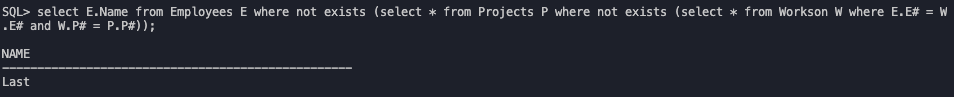 SQL> select E.Name from Employees E where not exists (select * from Projects P where not exists (select * from Workson W where E.E# = W
.E# and W.P# = P.P#));
NAME
--------------------------------------------------
Last